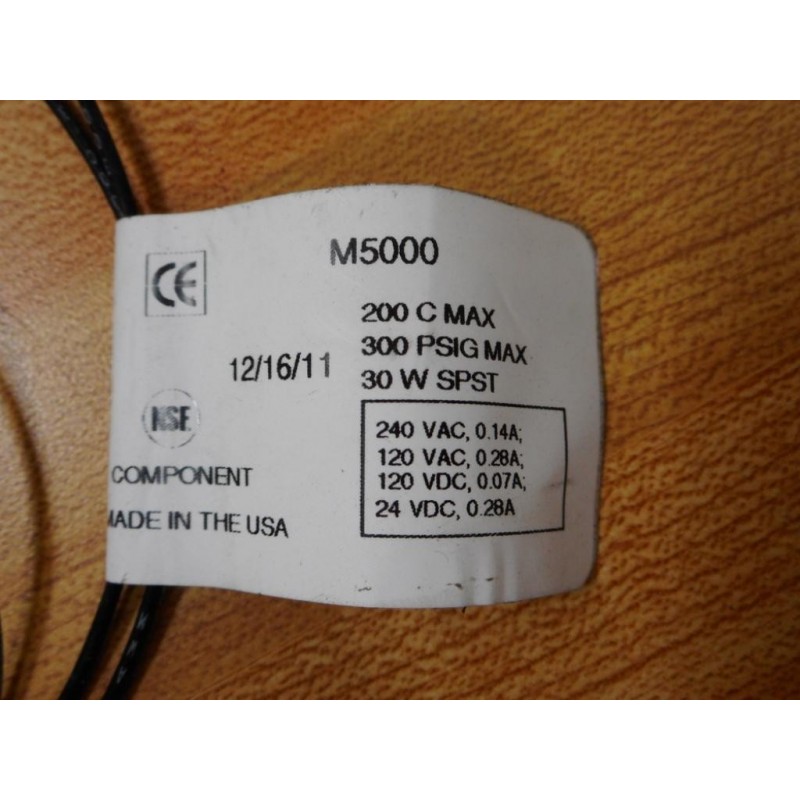 M5000
CE
200 C MAX
300 PSIG MAX
12/16/11
30 W SPST
NSF.
240 VAC, 0.14A;
120 VAC, 0.28A;
120 VDC, 0.07A;
24 VDC, 0.28A
COMPONENT
MADE IN THE USA